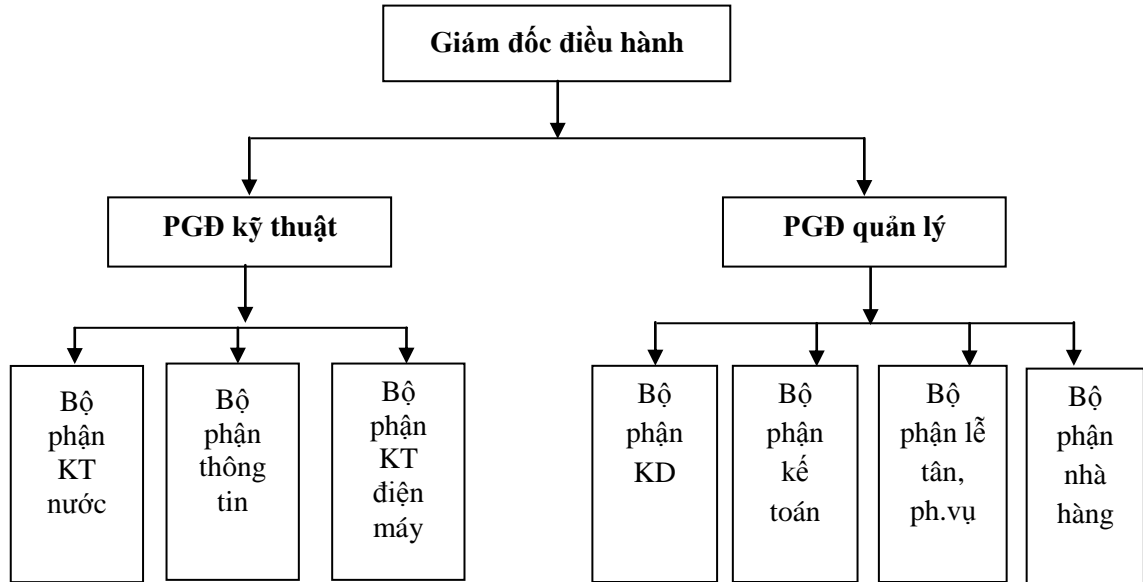 Giám đốc điều hành
PGĐ kỹ thuật
PGĐ quản lý
Bộ
phận
KT
nước
Bộ
phận
thông
tin
Bộ
phận
KT
điện
máy
Bộ
phận
KD
Bộ
phận
kế
toán
Bộ
phận lễ
tân,
ph.vụ
Bộ
phận
nhà
hàng